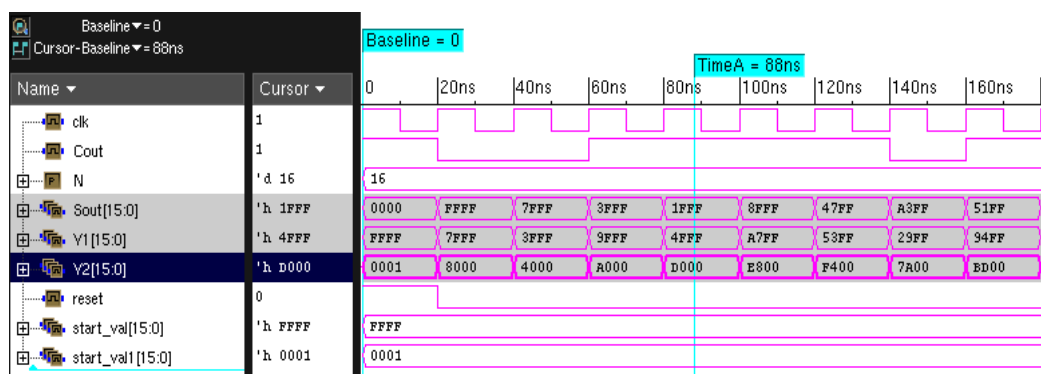 Baseline▼= 0
Cursor-Baseline▼= 88ns
Baseline = 0
TimeA = 88ns
Name ▼ Cursor ▼ 0 20ns 40ns 60ns 80ns 100ns 120ns 140ns 160ns
clk 1
Cout 1
N 'd 16 16
Sout[15:0] 'h 1FFF 0000 FFFF 7FFF 3FFF 1FFF 8FFF 47FF A3FF 51FF
Y1[15:0] 'h 4FFF FFFF 7FFF 3FFF 9FFF 4FFF A7FF 53FF 29FF 94FF
Y2[15:0] 'h D000 0001 8000 4000 A000 D000 E800 F400 7A00 BD00
reset 0
start_val[15:0] 'h FFFF FFFF
start_val1[15:0] 'h 0001 0001